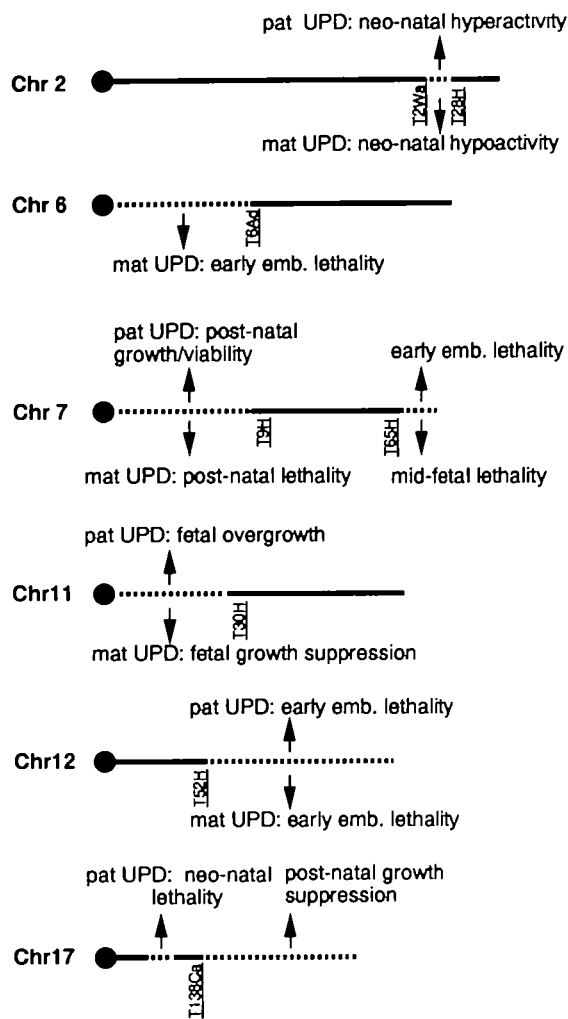 pat UPD: neo-natal hyperactivity
Chr 2
T2Wa
T28H
mat UPD: neo-natal hypoactivity
Chr 6
T6Ad
mat UPD: early emb. lethality
pat UPD: post-natal
growth/viability
early emb. lethality
Chr 7
T9H
T65H
mat UPD: post-natal lethality
mid-fetal lethality
pat UPD: fetal overgrowth
Chr11
T30H
mat UPD: fetal growth suppression
pat UPD: early emb. lethality
Chr12
T52H
mat UPD: early emb. lethality
pat UPD: neo-natal
lethality
post-natal growth
suppression
Chr17
T138Ca